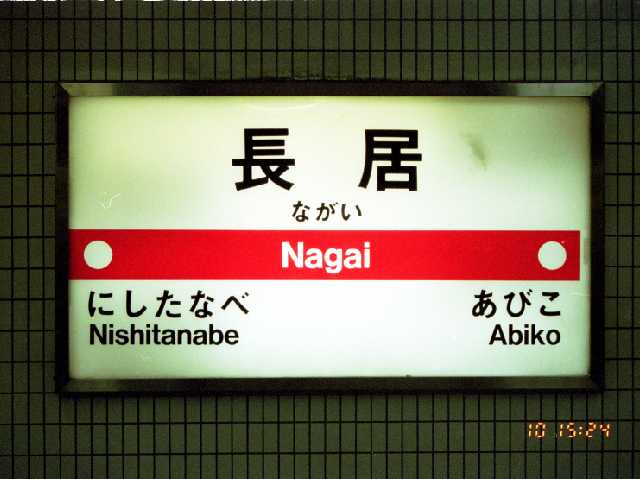 長居
ながい
Nagai
にしたなべ
Nishitanabe
あびこ
Abiko
10 15:24